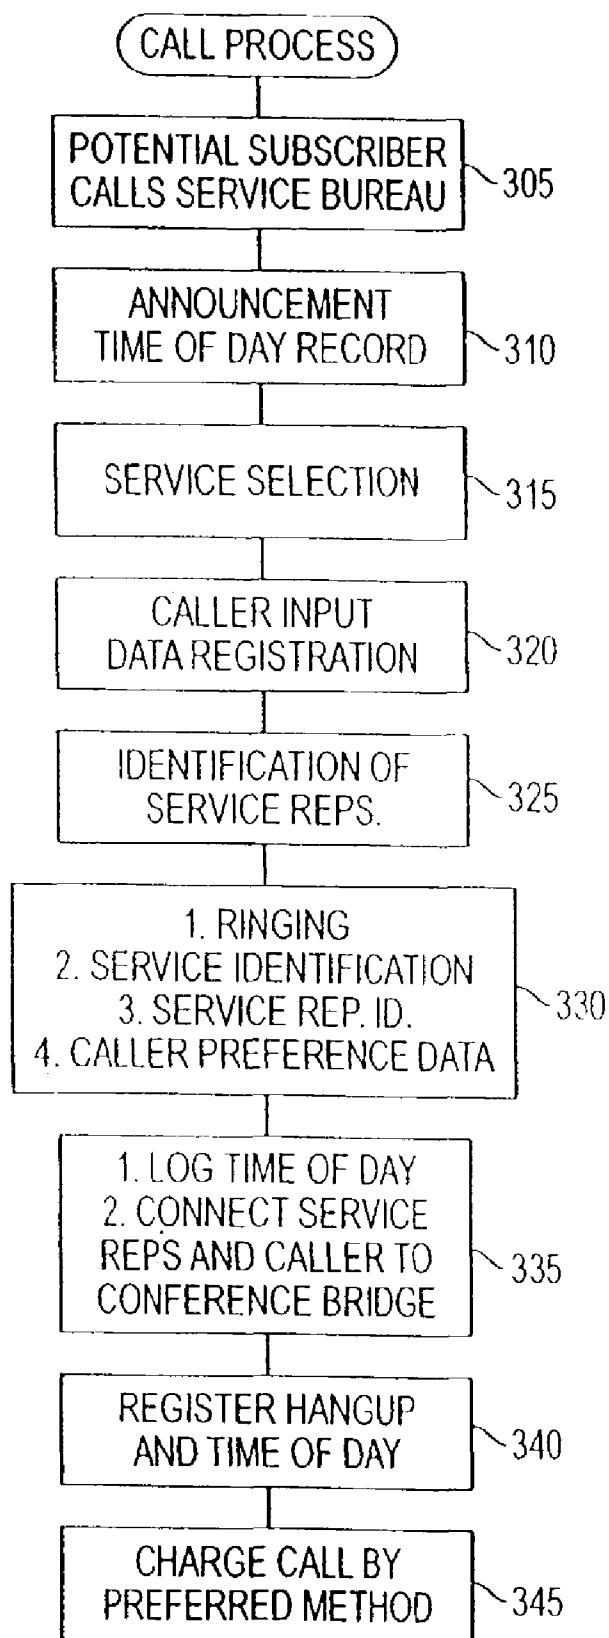 CALL PROCESS
POTENTIAL SUBSCRIBER
CALLS SERVICE BUREAU
305
ANNOUNCEMENT
TIME OF DAY RECORD
310
SERVICE SELECTION
315
CALLER INPUT
DATA REGISTRATION
320
IDENTIFICATION OF
SERVICE REPS.
325
1. RINGING
2. SERVICE IDENTIFICATION
3. SERVICE REP. ID.
4. CALLER PREFERENCE DATA
330
1. LOG TIME OF DAY
2. CONNECT SERVICE
REPS AND CALLER TO
CONFERENCE BRIDGE
335
REGISTER HANGUP
AND TIME OF DAY
340
CHARGE CALL BY
PREFERRED METHOD
345